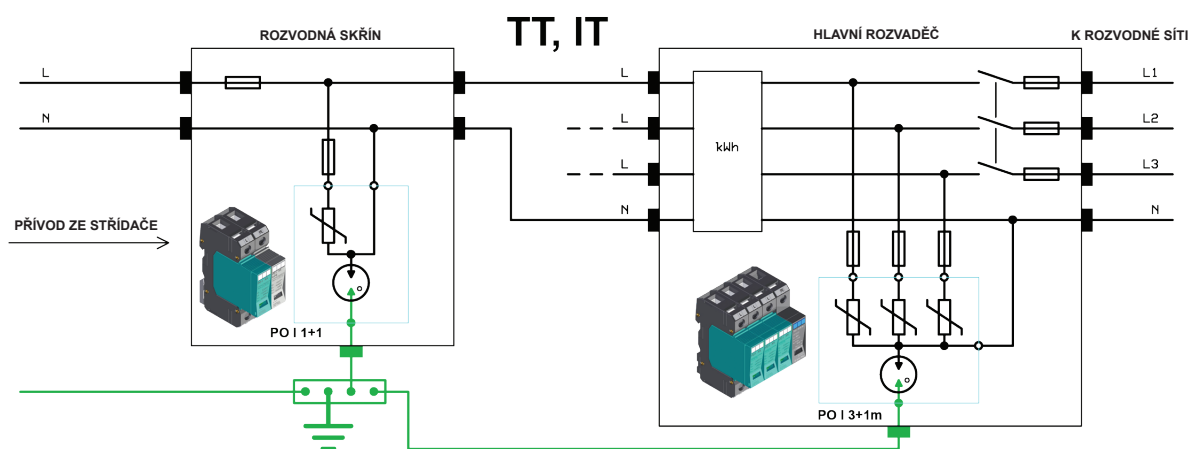 TT, IT
ROZVODNÁ SKŘÍN
HLAVNÍ ROZVADĚČ
K ROZVODNÉ SÍTI
L
L
L1
N
L
L2
kWh
L
L3
N
N
PŘÍVOD ZE STŘÍDAČE
PO I 1+1
PO I 3+1m